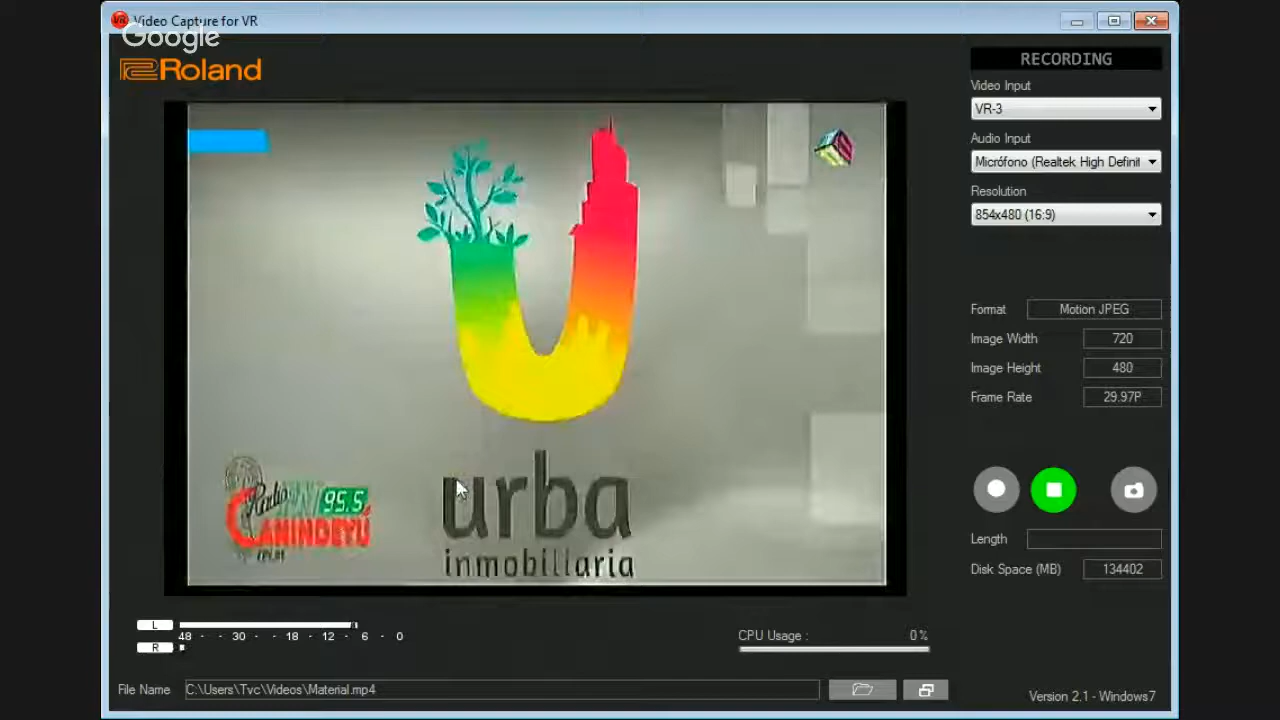 Video Capture for VR
Google
Roland
RECORDING
Video Input
VR-3
Audio Input
Micrófono (Realtek High Definit
Resolution
854x480 (16:9)
Format Motion JPEG
Image Width 720
Image Height 480
Frame Rate 29.97P
Radio
95.5
CANINDEYÚ
urba
inmobiliaria
Length
Disk Space (MB) 134402
L
48 - - 30 - - 18 - 12 - 6 - 0
R
CPU Usage : 0 %
File Name C:\Users\Tvc\Videos\Material.mp4
Version 2.1 - Windows7